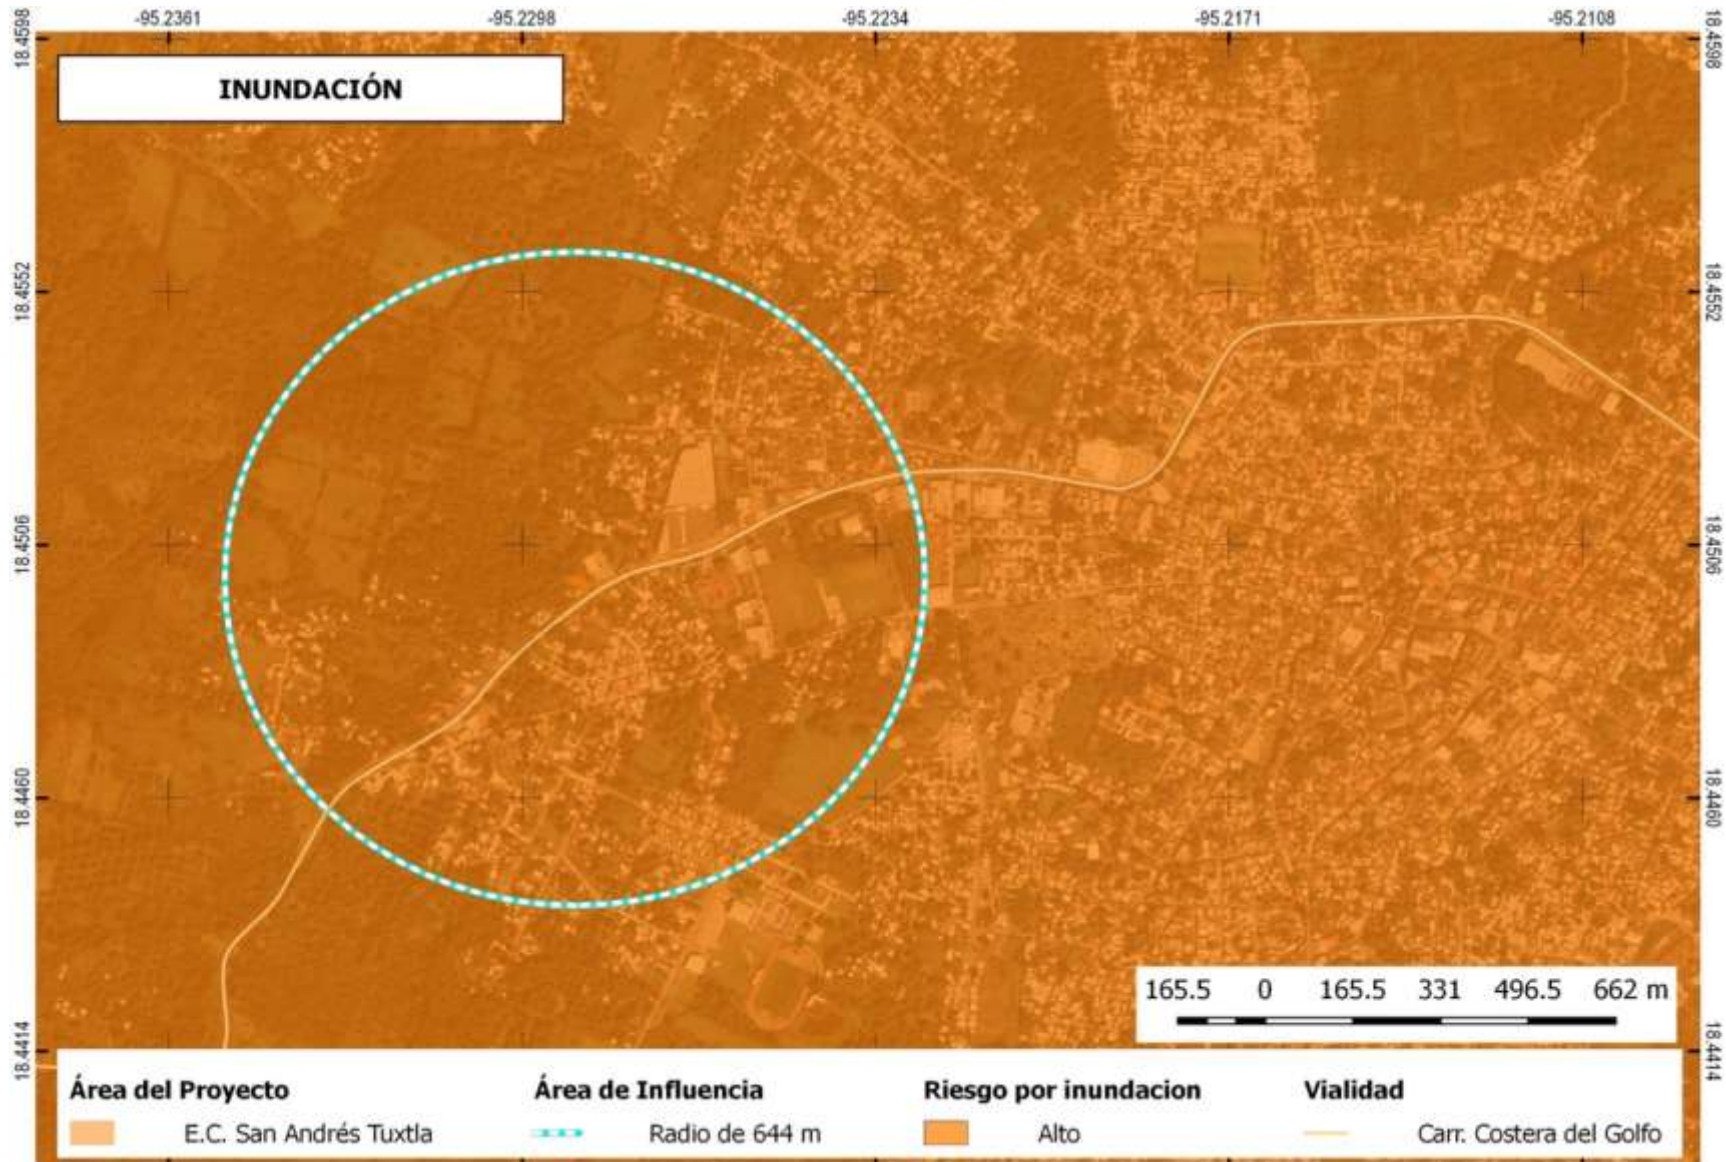 -95.2361 -95.2298 -95.2234 -95.2171 -95.2108
18.4598 18.4598
INUNDACIÓN
18.4552 18.4552
18.4506 18.4506
18.4460 18.4460
165.5 0 165.5 331 496.5 662 m
18.4414 18.4414
Área del Proyecto Área de Influencia Riesgo por inundacion Vialidad
E.C. San Andrés Tuxtla Radio de 644 m Alto Carr. Costera del Golfo